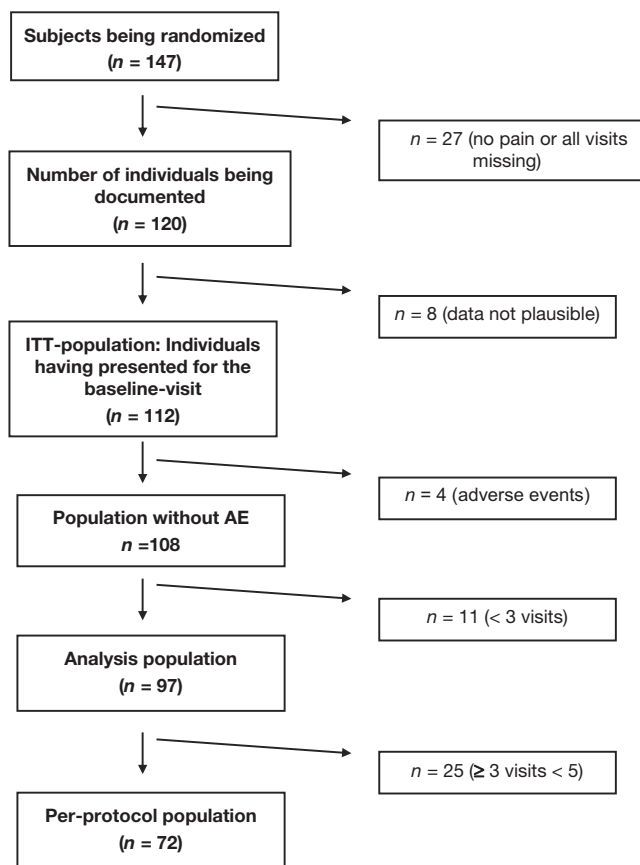 Subjects being randomized
(n = 147)
n = 27 (no pain or all visits
missing)
Number of individuals being
documented
(n = 120)
n = 8 (data not plausible)
ITT-population: Individuals
having presented for the
baseline-visit
(n = 112)
n = 4 (adverse events)
Population without AE
n =108
n = 11 (< 3 visits)
Analysis population
(n = 97)
n = 25 (≥ 3 visits < 5)
Per-protocol population
(n = 72)